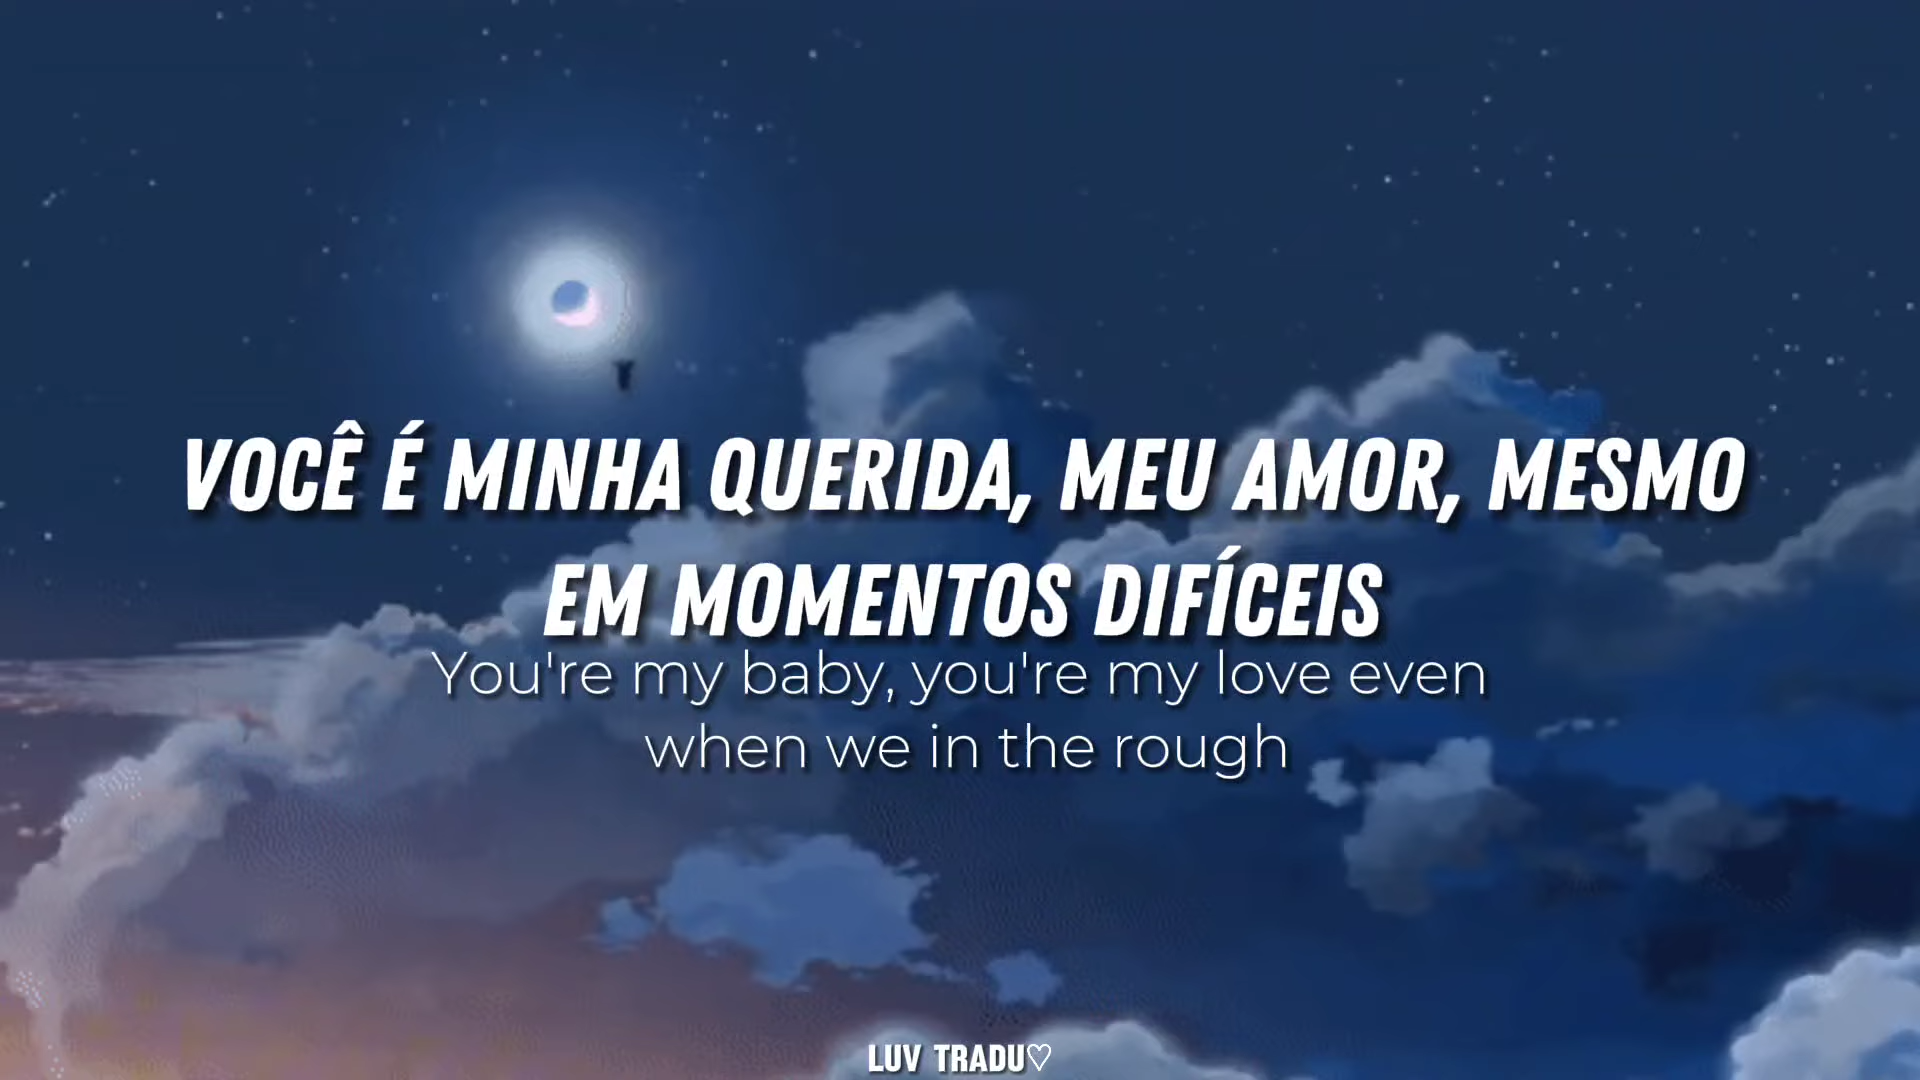 VOCÊ É MINHA QUERIDA, MEU AMOR, MESMO
EM MOMENTOS DIFÍCEIS
You're my baby, you're my love even
when we in the rough
LUV TRADU♡